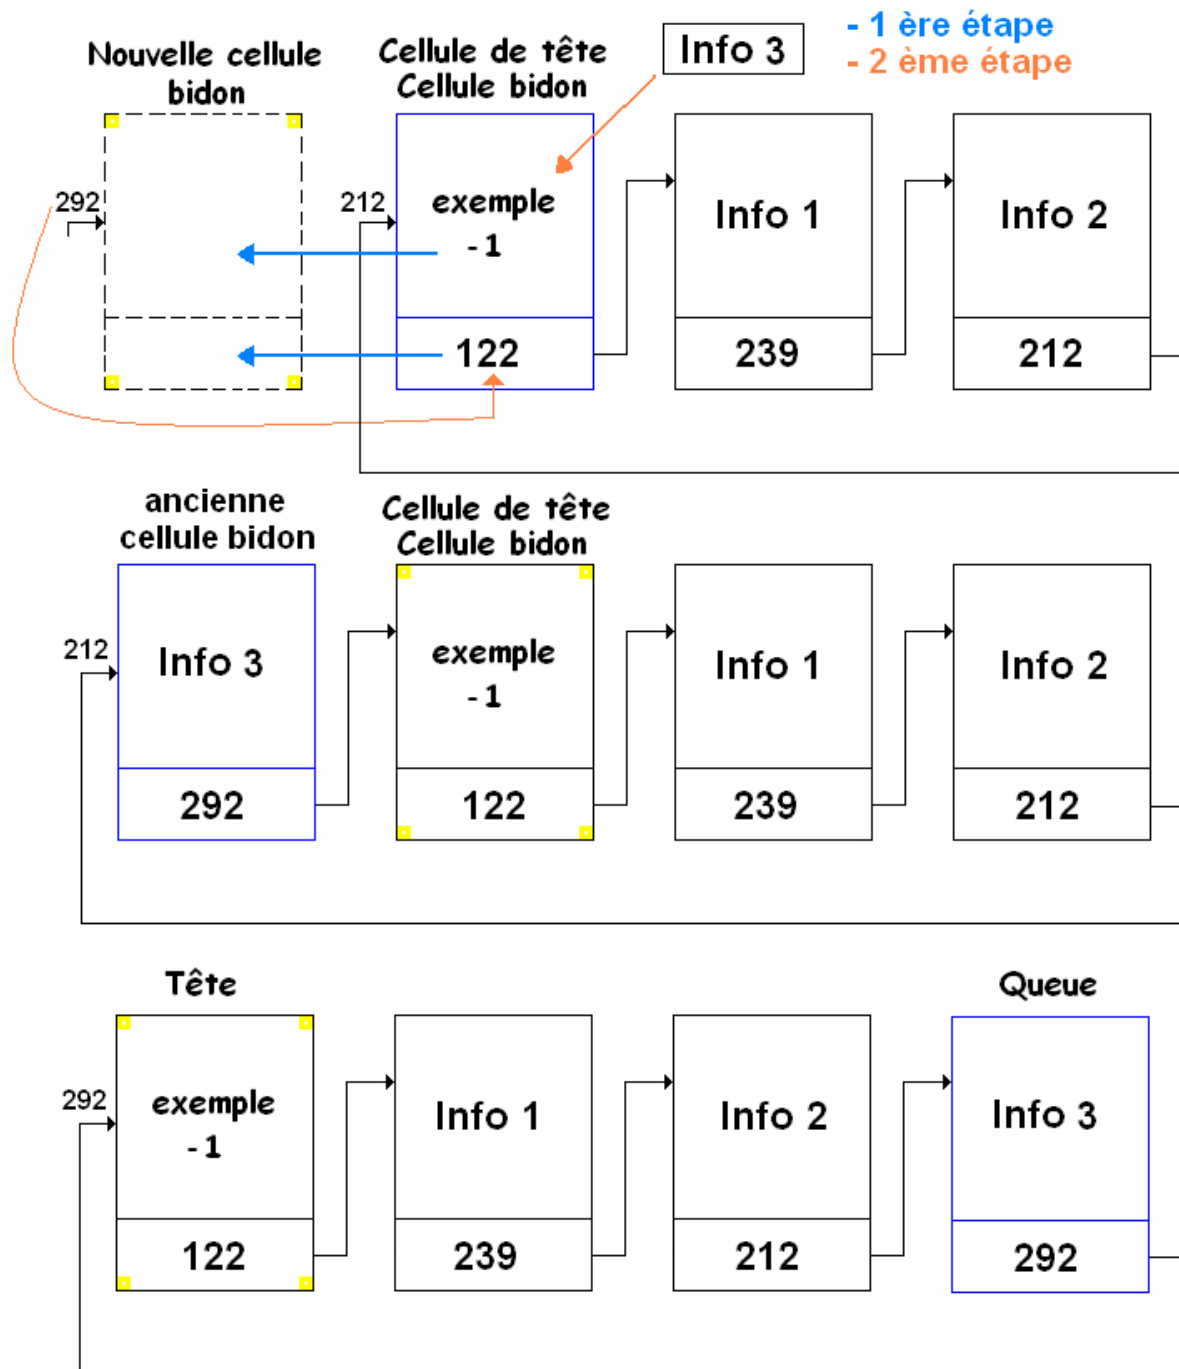 Nouvelle cellule
bidon
Cellule de tête
Cellule bidon
Info 3
- 1 ère étape
- 2 ème étape
292
212
exemple
- 1
Info 1
Info 2
122
239
212
ancienne
cellule bidon
Cellule de tête
Cellule bidon
212
Info 3
exemple
- 1
Info 1
Info 2
292
122
239
212
Tête
Queue
292
exemple
- 1
Info 1
Info 2
Info 3
122
239
212
292